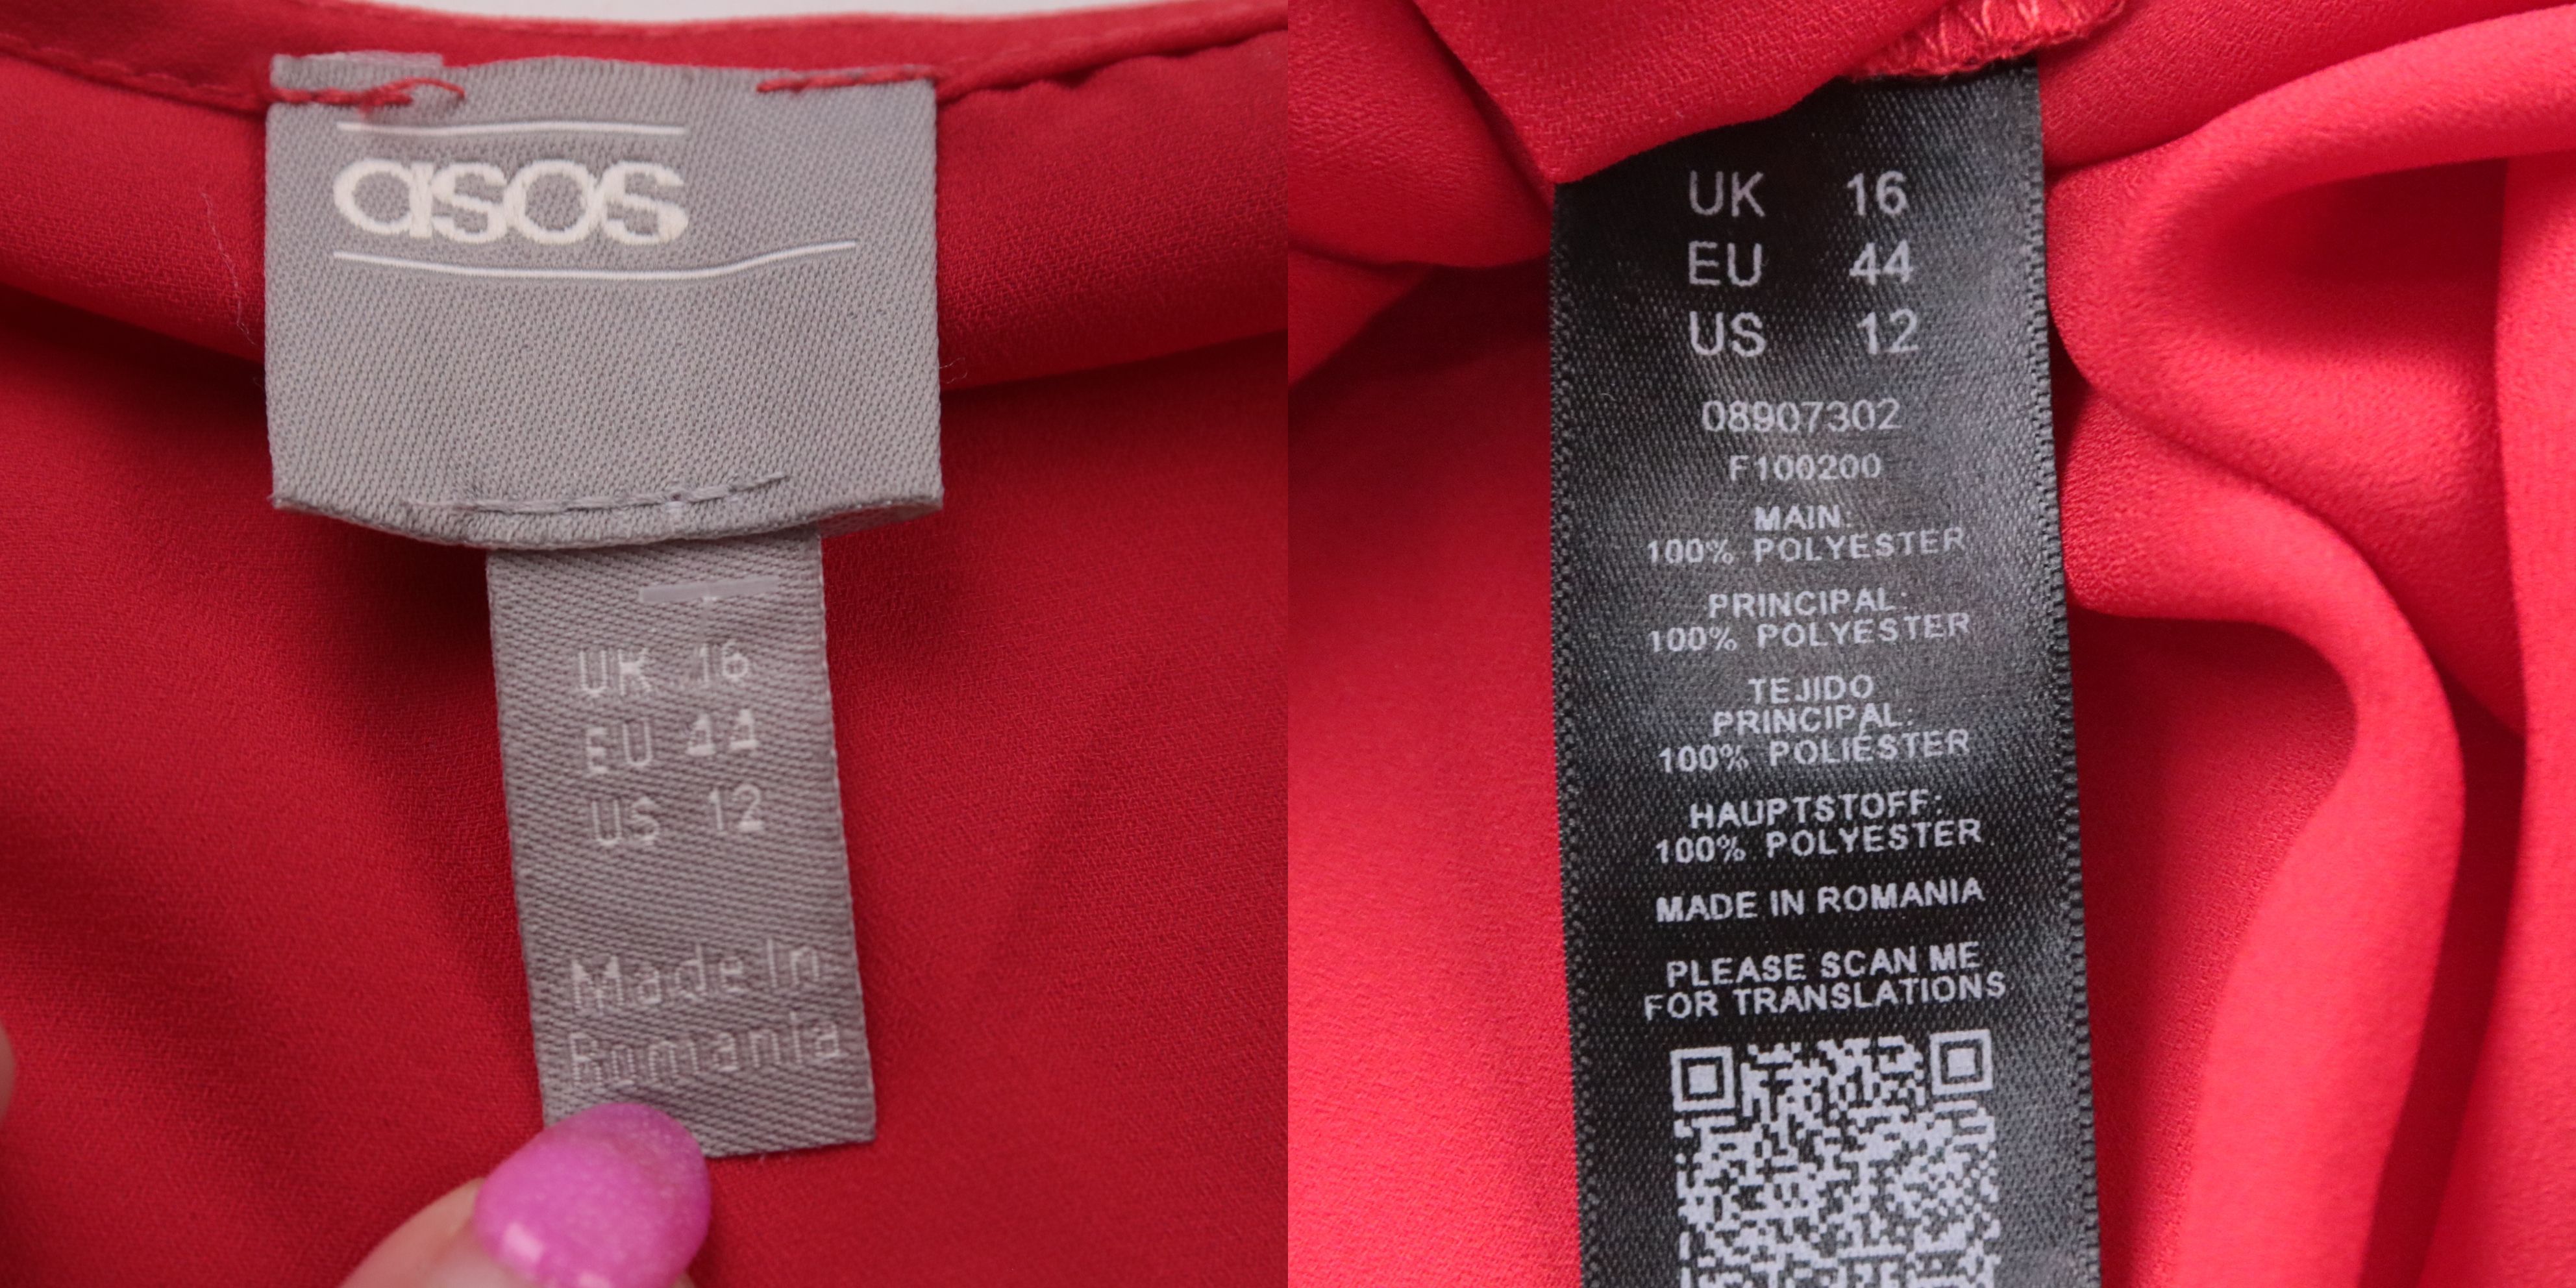 asos
UK 16
EU 44
US 12
Made In
Romania
UK 16
EU 44
US 12
08907302
F100200
MAIN:
100% POLYESTER
PRINCIPAL:
100% POLYESTER
TEJIDO
PRINCIPAL:
100% POLIESTER
HAUPTSTOFF:
100% POLYESTER
MADE IN ROMANIA
PLEASE SCAN ME
FOR TRANSLATIONS